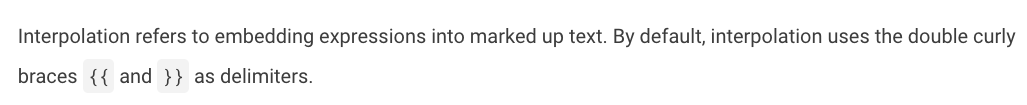 Interpolation refers to embedding expressions into marked up text. By default, interpolation uses the double curly
braces {{ and }} as delimiters.